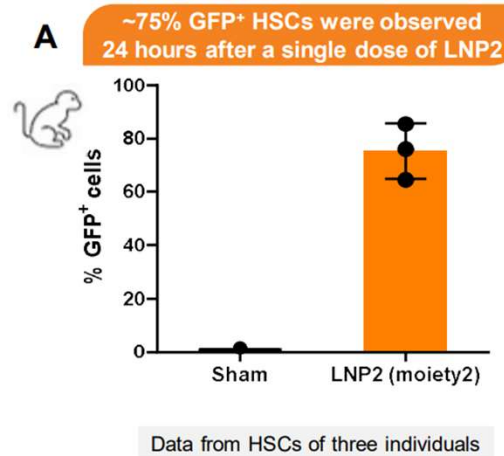 A
~75% GFP⁺ HSCs were observed
24 hours after a single dose of LNP2
% GFP⁺ cells
100
80
60
40
20
0
Sham
LNP2 (moiety2)
Data from HSCs of three individuals